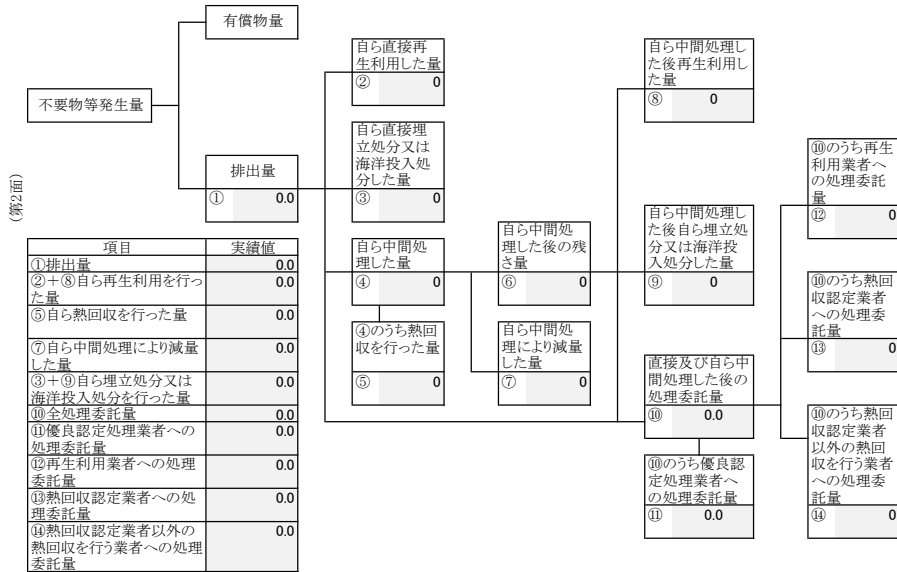 (第2面)
不要物等発生量
有償物量
排出量
① 0.0
自ら直接再
生利用した量
② 0
自ら直接埋
立処分又は
海洋投入処
分した量
③ 0
自ら中間処
理した量
④ 0
④のうち熱回
収を行った量
⑤ 0
自ら中間処
理した後の残
さ量
⑥ 0
自ら中間処
理により減量
した量
⑦ 0
自ら中間処理し
た後再生利用し
た量
⑧ 0
自ら中間処理し
た後自ら埋立処
分又は海洋投
入処分した量
⑨ 0
直接及び自ら中
間処理した後の
処理委託量
⑩ 0.0
⑩のうち優良認
定処理業者へ
の処理委託量
⑪ 0.0
⑩のうち再生
利用業者へ
の処理委託
量
⑫ 0
⑩のうち熱回
収認定業者
への処理委
託量
⑬ 0
⑩のうち熱回
収認定業者
以外の熱回
収を行う業者
への処理委
託量
⑭ 0
項目 実績値
①排出量 0.0
②+⑧自ら再生利用を行っ 0.0
た量
⑤自ら熱回収を行った量 0.0
⑦自ら中間処理により減量 0.0
した量
③+⑨自ら埋立処分又は 0.0
海洋投入処分を行った量
⑩全処理委託量 0.0
⑪優良認定処理業者への 0.0
処理委託量
⑫再生利用業者への処理 0.0
委託量
⑬熱回収認定業者への処 0.0
理委託量
⑭熱回収認定業者以外の 0.0
熱回収を行う業者への処理
委託量